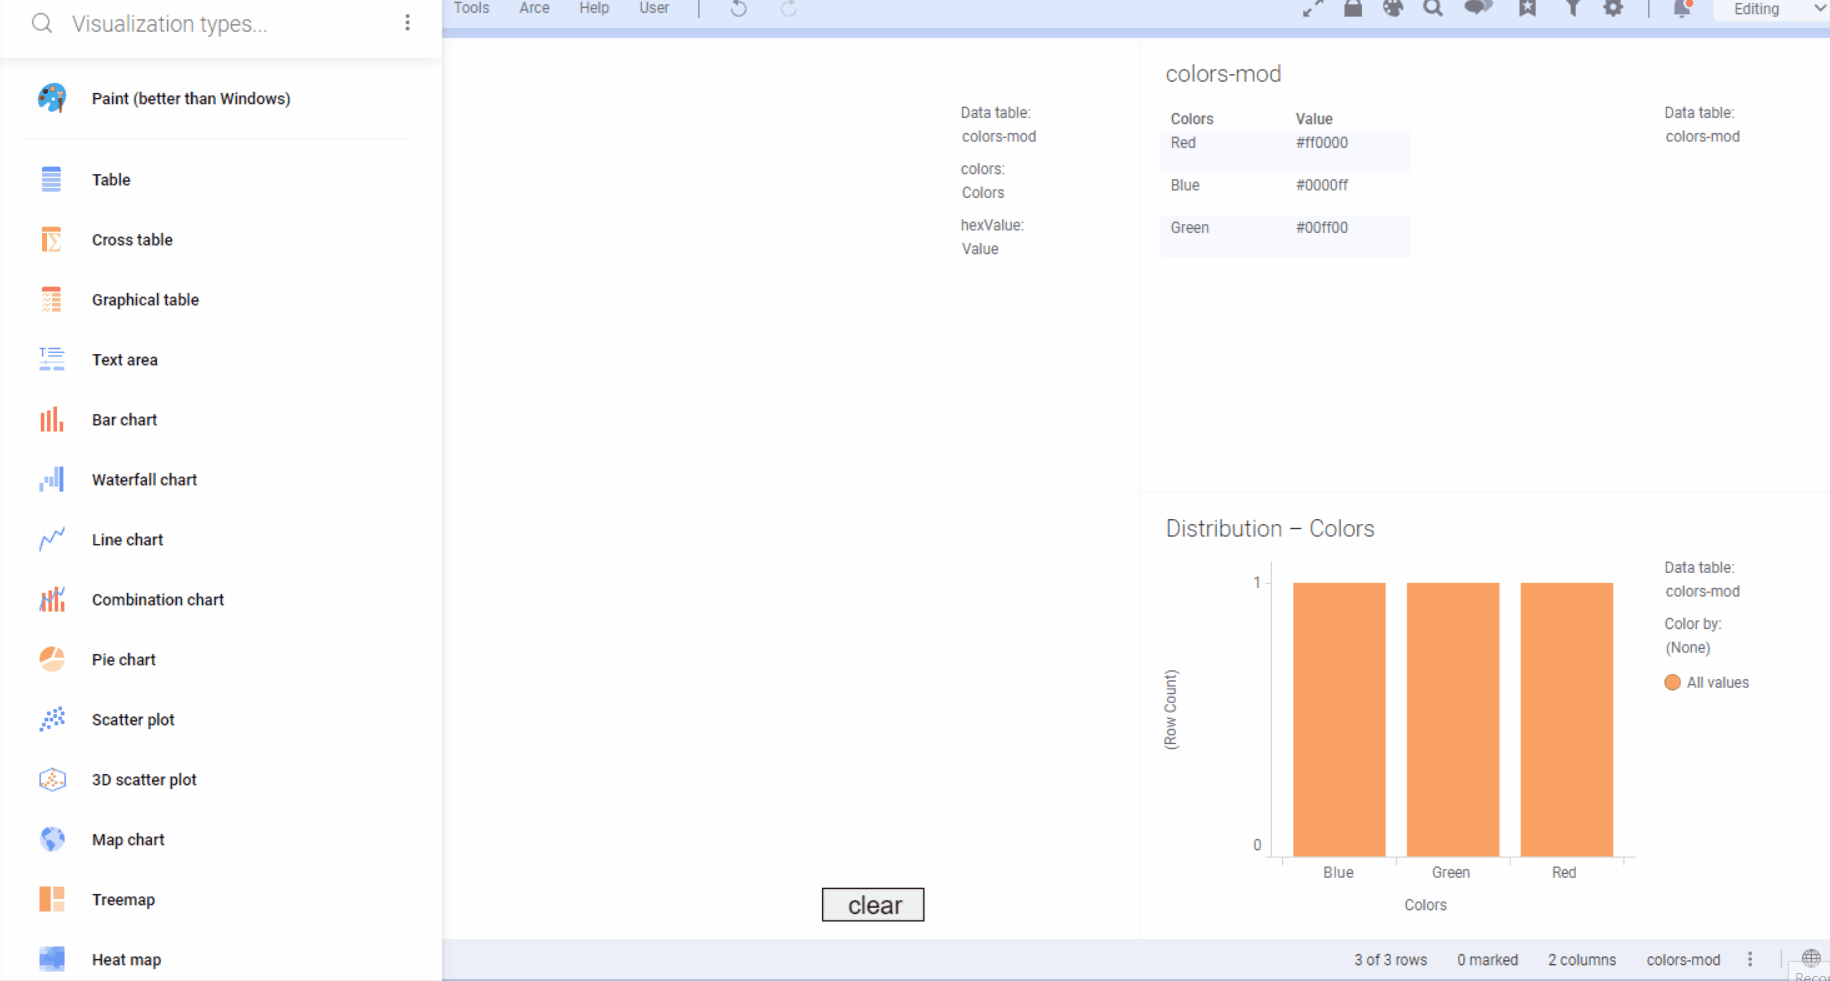 Visualization types...
Paint (better than Windows)
Table
Cross table
Graphical table
Text area
Bar chart
Waterfall chart
Line chart
Combination chart
Pie chart
Scatter plot
3D scatter plot
Map chart
Treemap
Heat map
Tools Arce Help User
Editing
Data table:
colors-mod
colors:
Colors
hexValue:
Value
clear
colors-mod
Colors Value
Red #ff0000
Blue #0000ff
Green #00ff00
Data table:
colors-mod
Distribution – Colors
1
0
(Row Count)
Blue Green Red
Colors
Data table:
colors-mod
Color by:
(None)
All values
3 of 3 rows 0 marked 2 columns colors-mod